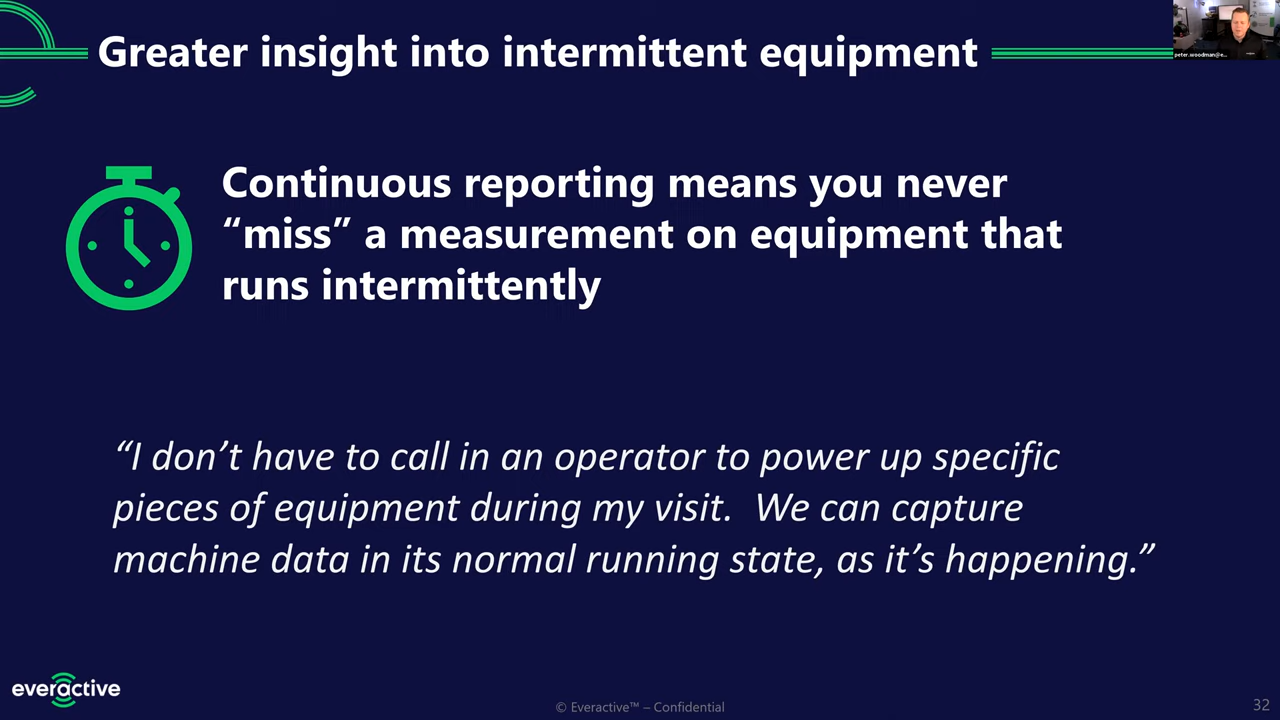 Greater insight into intermittent equipment
peter.woodman@e...
Continuous reporting means you never
“miss” a measurement on equipment that
runs intermittently
“I don’t have to call in an operator to power up specific
pieces of equipment during my visit.  We can capture
machine data in its normal running state, as it’s happening.”
everactive
© Everactive™ – Confidential
32